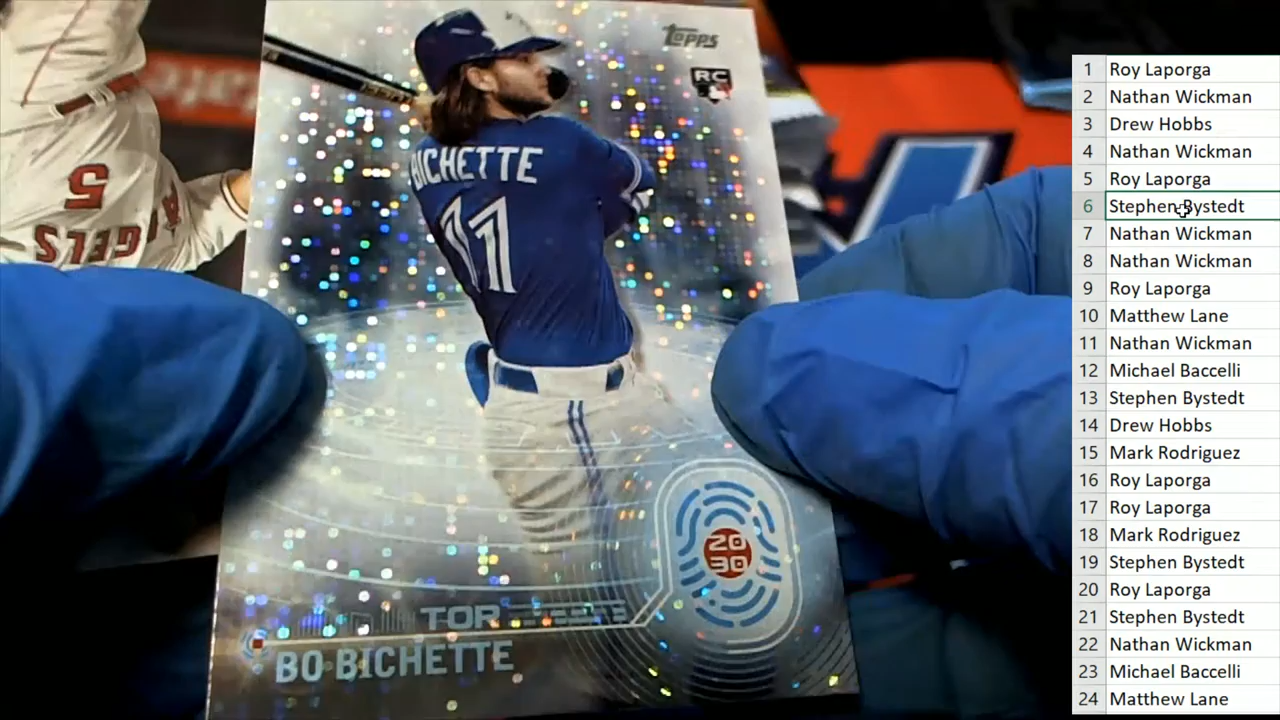 Topps
RC
BICHETTE
11
5
GELS
20
30
TOR
BO BICHETTE
1 Roy Laporga
2 Nathan Wickman
3 Drew Hobbs
4 Nathan Wickman
5 Roy Laporga
6 Stephen Bystedt
7 Nathan Wickman
8 Nathan Wickman
9 Roy Laporga
10 Matthew Lane
11 Nathan Wickman
12 Michael Baccelli
13 Stephen Bystedt
14 Drew Hobbs
15 Mark Rodriguez
16 Roy Laporga
17 Roy Laporga
18 Mark Rodriguez
19 Stephen Bystedt
20 Roy Laporga
21 Stephen Bystedt
22 Nathan Wickman
23 Michael Baccelli
24 Matthew Lane